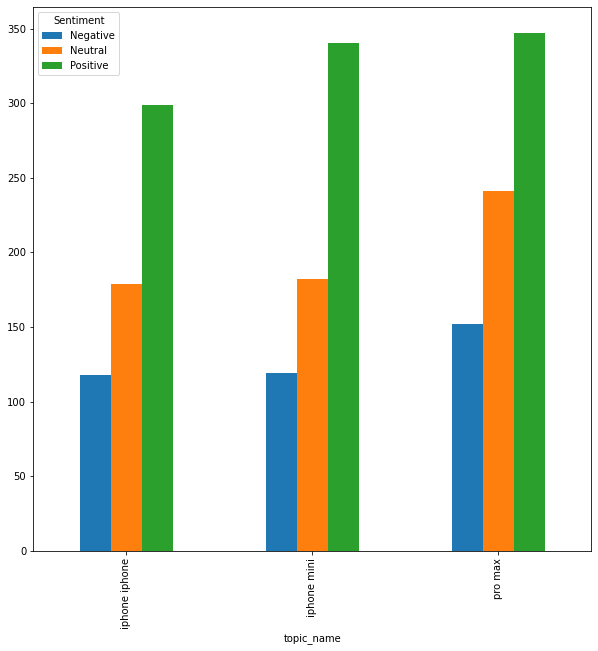 Sentiment
Negative
Neutral
Positive
350
300
250
200
150
100
50
0
iphone iphone
iphone mini
pro max
topic_name